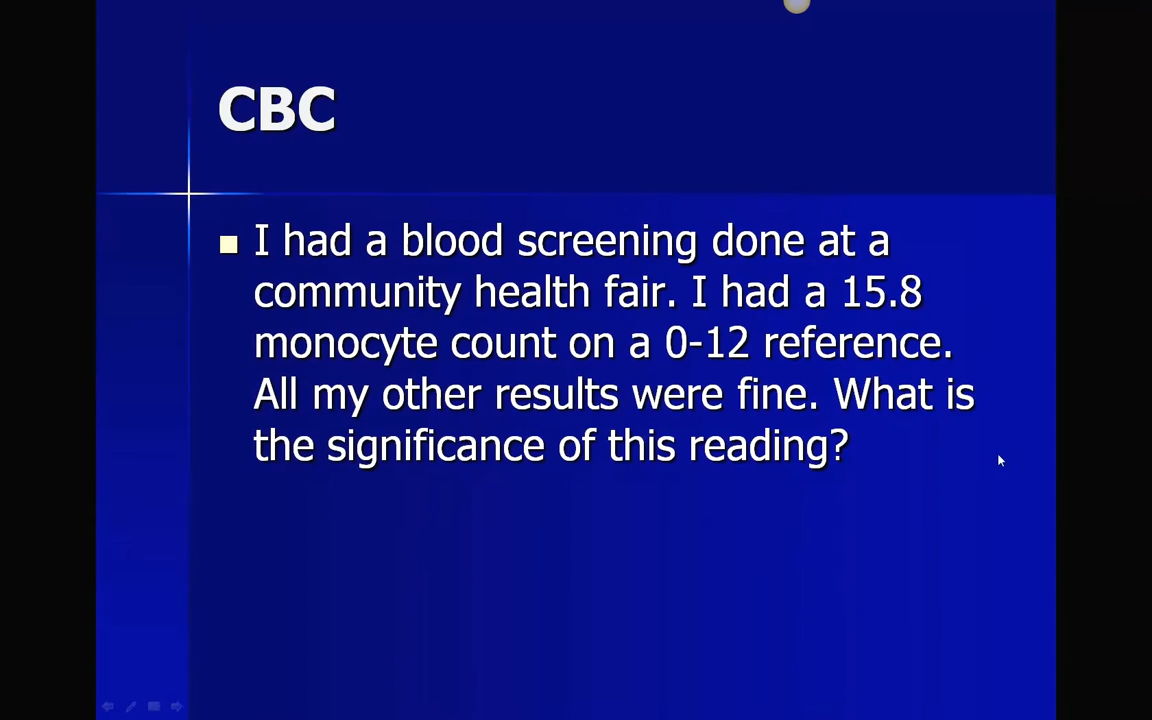 CBC
I had a blood screening done at a
community health fair. I had a 15.8
monocyte count on a 0-12 reference.
All my other results were fine. What is
the significance of this reading?